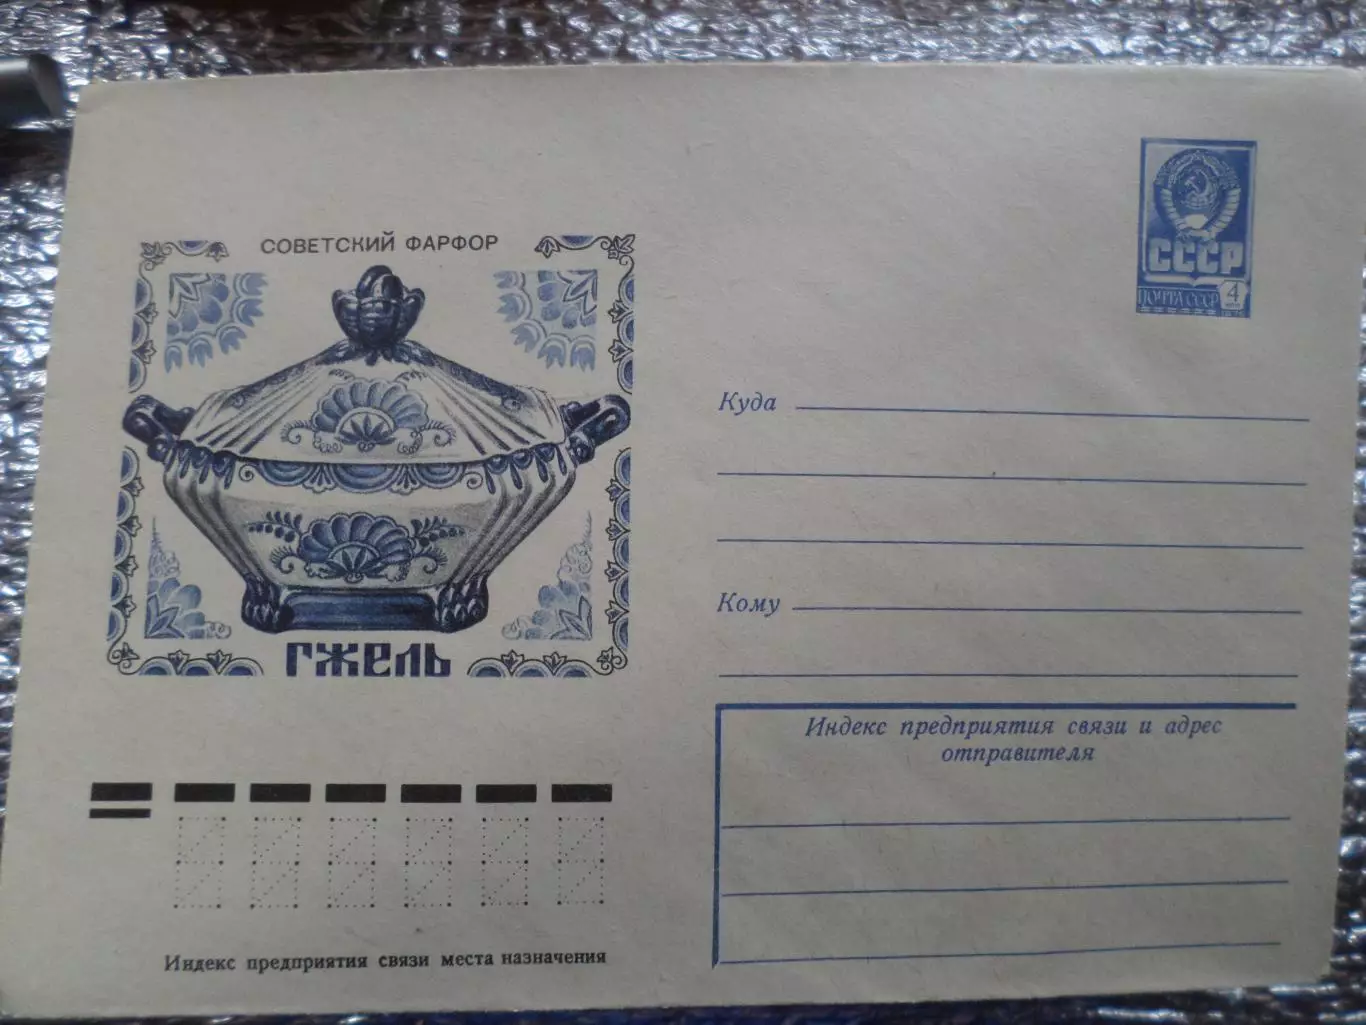 СОВЕТСКИЙ ФАРФОР
ГЖЕЛЬ
СССР
ПОЧТА СССР 4
Куда
Кому
Индекс предприятия связи и адрес
отправителя
Индекс предприятия связи места назначения